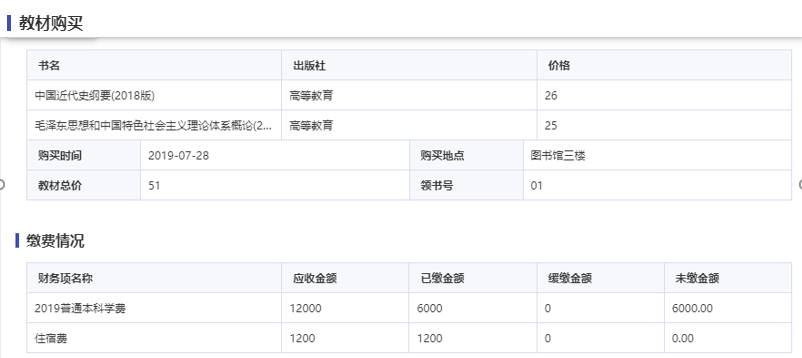 教材购买
书名 出版社 价格
中国近代史纲要(2018版) 高等教育 26
毛泽东思想和中国特色社会主义理论体系概论(2... 高等教育 25
购买时间 2019-07-28 购买地点 图书馆三楼
教材总价 51 领书号 01
缴费情况
财务项名称 应收金额 已缴金额 缓缴金额 未缴金额
2019普通本科学费 12000 6000 0 6000.00
住宿费 1200 1200 0 0.00